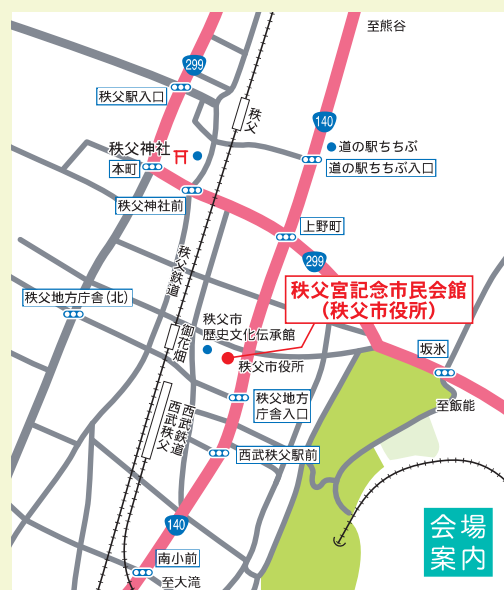 至熊谷
299
秩父駅入口
秩父
140
道の駅ちちぶ
秩父神社
本町
道の駅ちちぶ入口
秩父神社前
上野町
299
秩父鉄道
秩父宮記念市民会館
(秩父市役所)
秩父地方庁舎(北)
御花畑
秩父市
歴史文化伝承館
秩父市役所
坂氷
秩父地方
庁舎入口
至飯能
西武鉄道
西武秩父
西武秩父駅前
140
会場
案内
南小前
至大滝